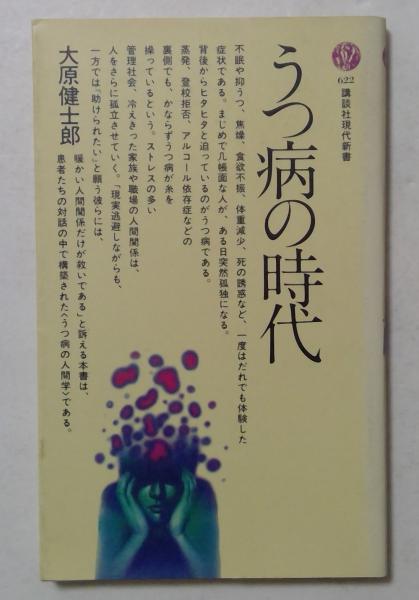 622
講談社現代新書
うつ病の時代
不眠や抑うつ、焦燥、食欲不振、体重減少、死の誘惑など、一度はだれでも体験した
症状である。まじめで几帳面な人が、ある日突然孤独になる。
背後からヒタヒタと迫っているのがうつ病である。
蒸発、登校拒否、アルコール依存症などの
裏側でも、かならずうつ病が糸を
操っているという。ストレスの多い
管理社会、冷えきった家族や職場の人間関係は、
人をさらに孤立させていく。「現実逃避しながらも、
一方では「助けられたい」と願う彼らには、
暖かい人間関係だけが救いである」と訴える本書は、
患者たちの対話の中で構築された〈うつ病の人間学〉である。
大原健士郎